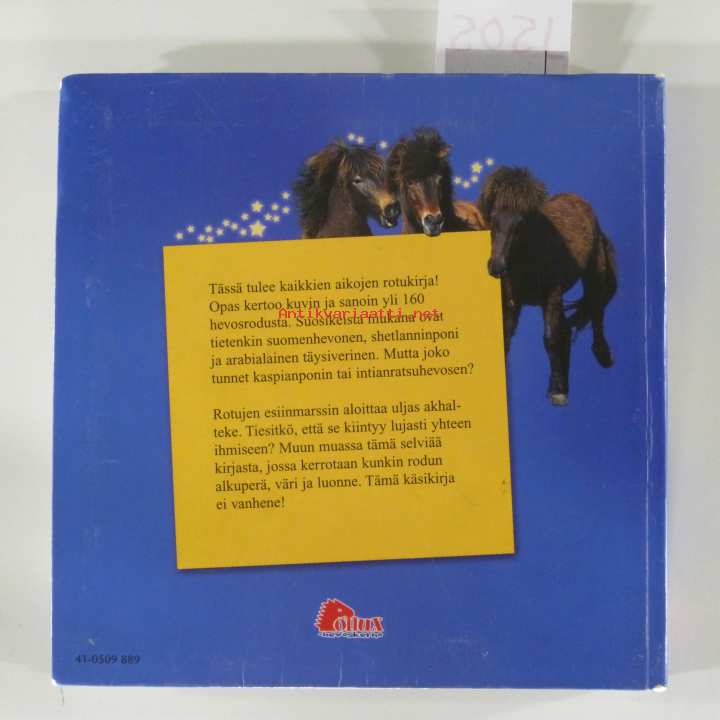 1505
Tässä tulee kaikkien aikojen rotukirja!
Opas kertoo kuvin ja sanoin yli 160
Antikvariaatti.net
hevosrodusta. Suosikeista mukana ovat
tietenkin suomenhevonen, shetlanninponi
ja arabialainen täysiverinen. Mutta joko
tunnet kaspianponin tai intianratsuhevosen?
Rotujen esiinmarssin aloittaa uljas akhal-
teke. Tiesitkö, että se kiintyy lujasti yhteen
ihmiseen? Muun muassa tämä selviää
kirjasta, jossa kerrotaan kunkin rodun
alkuperä, väri ja luonne. Tämä käsikirja
ei vanhene!
Pollux
-hevoskerho
41-0509 889